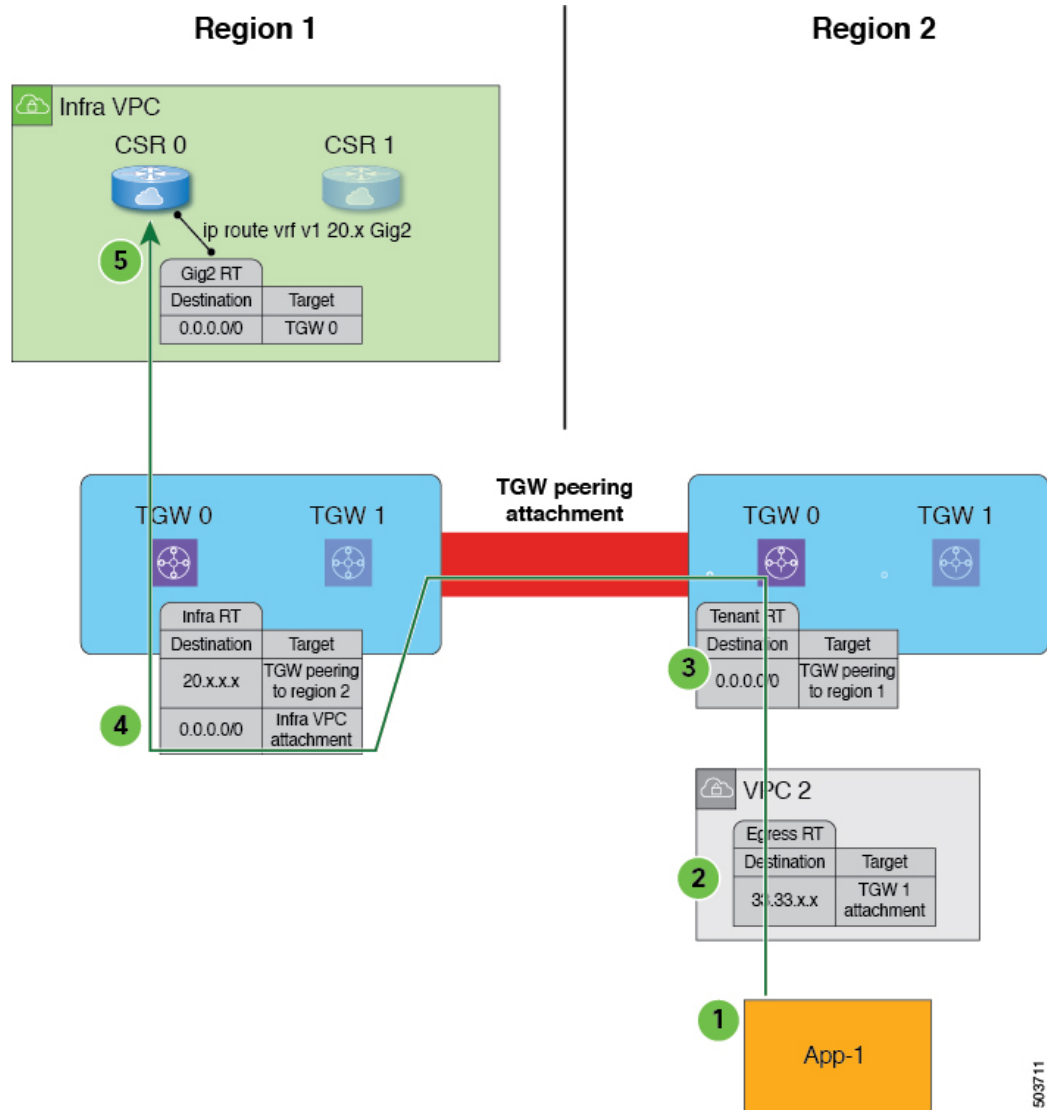 Region 1
Region 2
Infra VPC
CSR 0
CSR 1
ip route vrf v1 20.x Gig2
5
Gig2 RT
Destination
Target
0.0.0.0/0
TGW 0
TGW peering
attachment
TGW 0
TGW 1
TGW 0
TGW 1
Infra RT
Destination
Target
20.x.x.x
TGW peering
to region 2
4
0.0.0.0/0
Infra VPC
attachment
Tenant RT
Destination
Target
3
0.0.0.0/0
TGW peering
to region 1
VPC 2
Egress RT
Destination
Target
2
33.33.x.x
TGW 1
attachment
1
App-1
503711